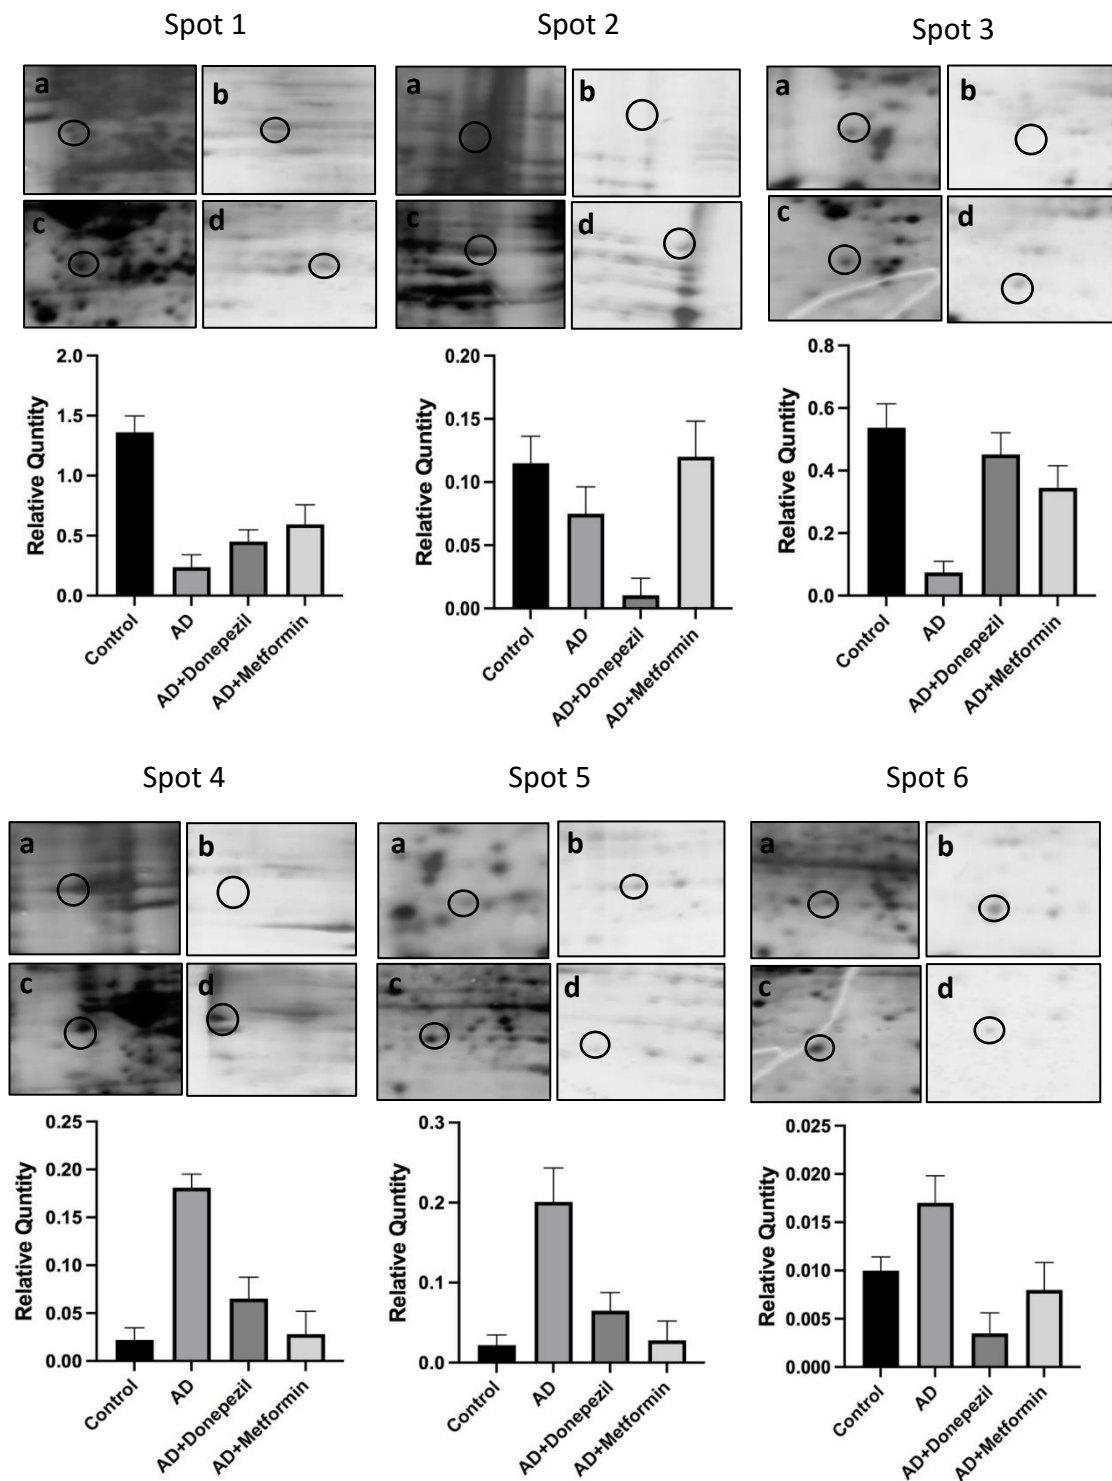 Spot 1
Spot 2
Spot 3
a
b
c
d
a
b
c
d
a
b
c
d
Relative Quntity
2.0
1.5
1.0
0.5
0.0
Control
AD
AD+Donepezil
AD+Metformin
Relative Quntity
0.20
0.15
0.10
0.05
0.00
Control
AD
AD+Donepezil
AD+Metformin
Relative Quntity
0.8
0.6
0.4
0.2
0.0
Control
AD
AD+Donepezil
AD+Metformin
Spot 4
Spot 5
Spot 6
a
b
c
d
a
b
c
d
a
b
c
d
Relative Quntity
0.25
0.20
0.15
0.10
0.05
0.00
Control
AD
AD+Donepezil
AD+Metformin
Relative Quntity
0.3
0.2
0.1
0.0
Control
AD
AD+Donepezil
AD+Metformin
Relative Quntity
0.025
0.020
0.015
0.010
0.005
0.000
Control
AD
AD+Donepezil
AD+Metformin